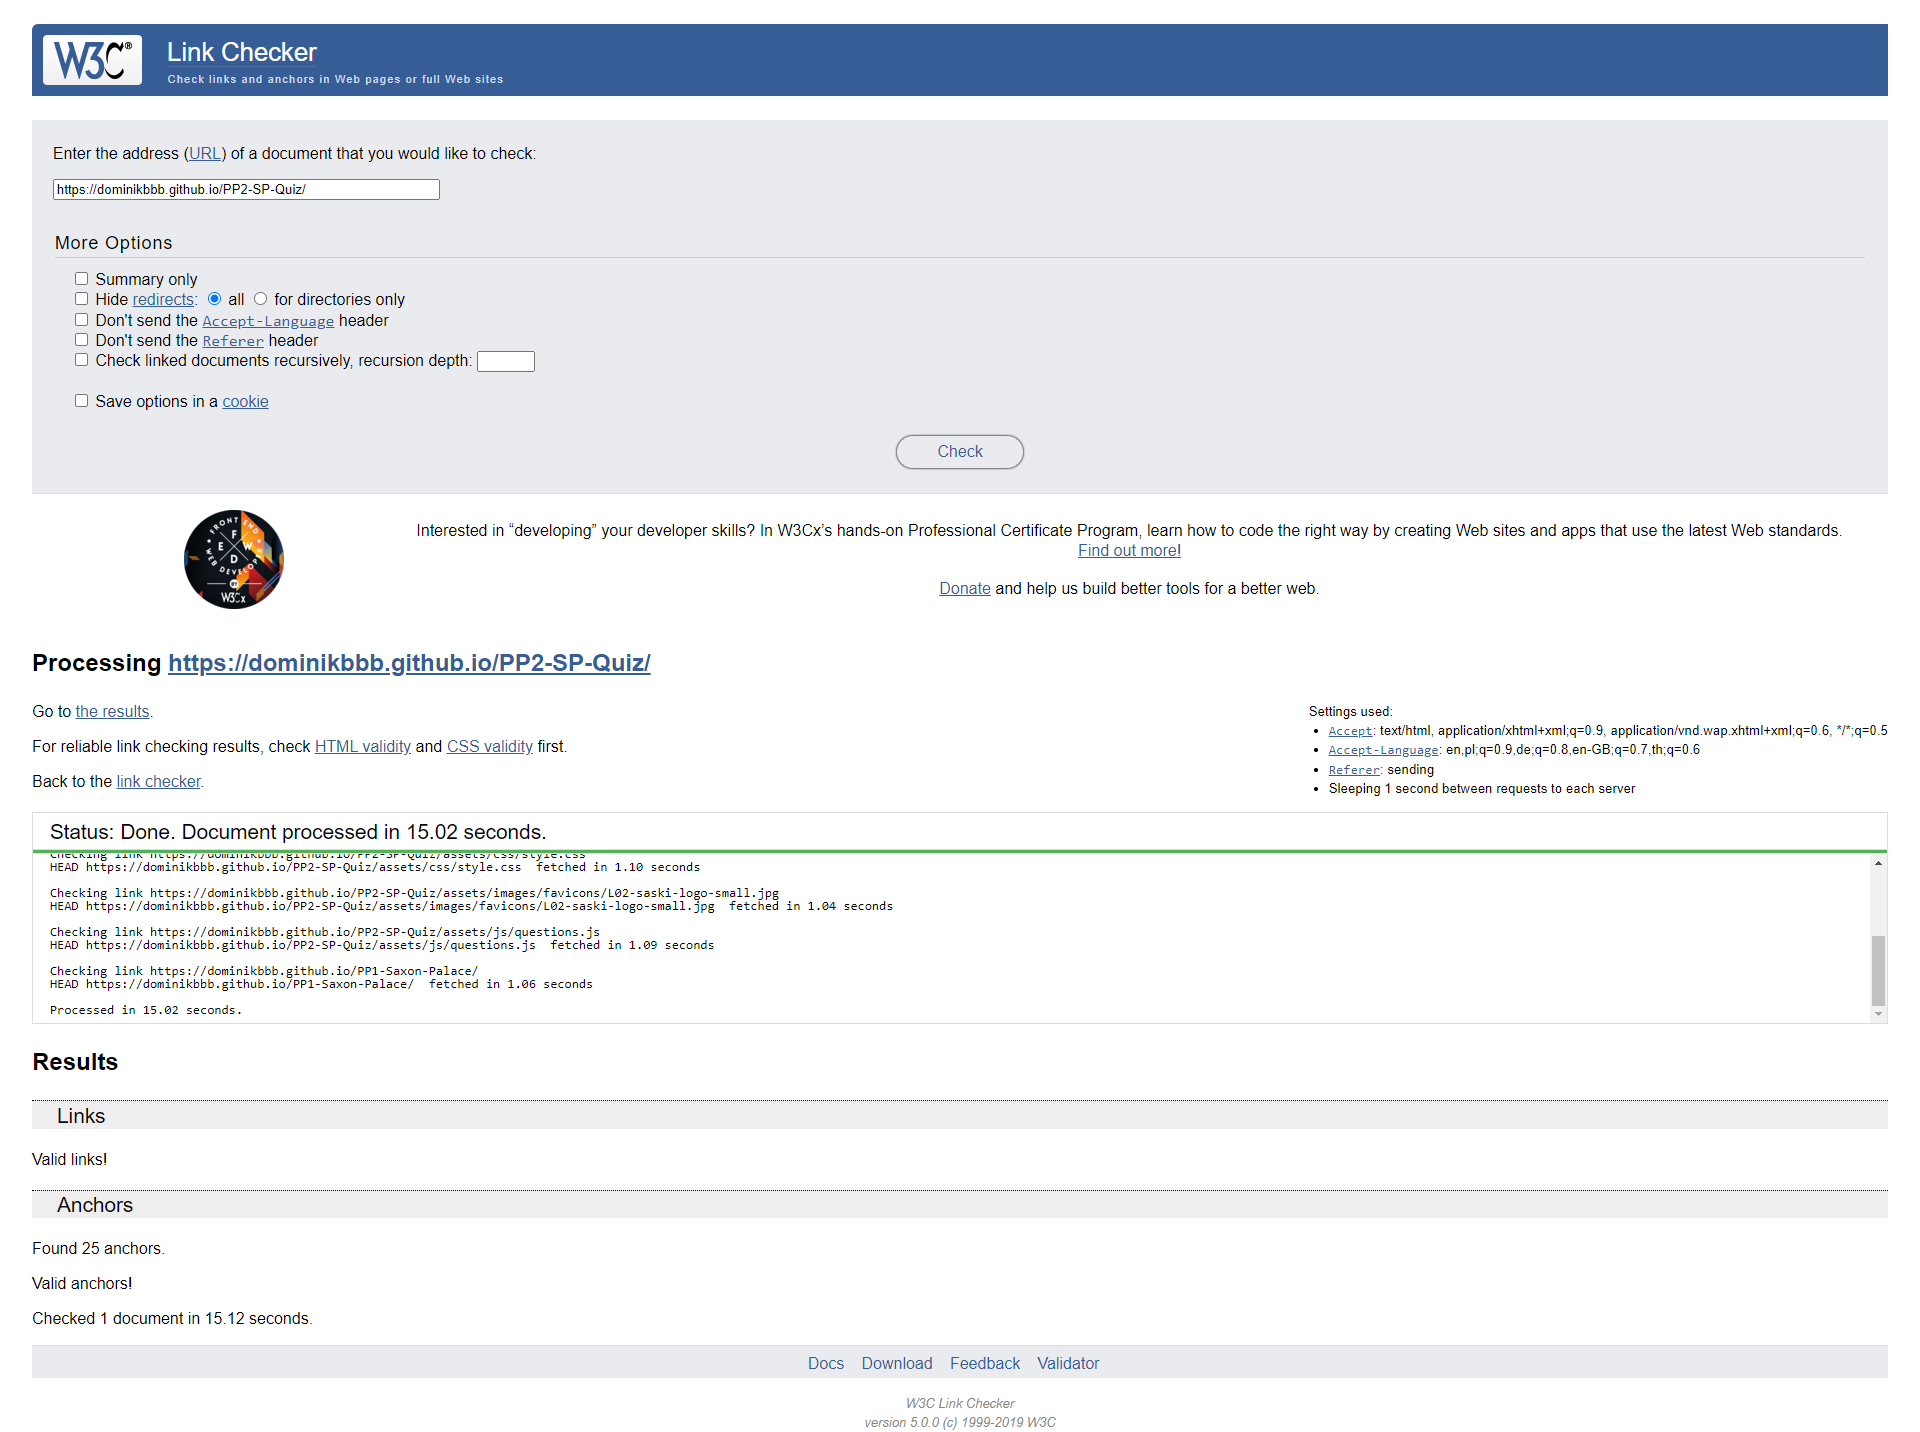 W3C®
Link Checker
Check links and anchors in Web pages or full Web sites
Enter the address (URL) of a document that you would like to check:
https://dominikbbb.github.io/PP2-SP-Quiz/
More Options
Summary only
Hide redirects: all for directories only
Don't send the Accept-Language header
Don't send the Referer header
Check linked documents recursively, recursion depth:
Save options in a cookie
Check
FRONT END
WEB DEVELOPER
F
E W
D
BY
W3Cx
Interested in “developing” your developer skills? In W3Cx’s hands-on Professional Certificate Program, learn how to code the right way by creating Web sites and apps that use the latest Web standards.
Find out more!
Donate and help us build better tools for a better web.
Processing https://dominikbbb.github.io/PP2-SP-Quiz/
Go to the results.
For reliable link checking results, check HTML validity and CSS validity first.
Back to the link checker.
Settings used:
Accept: text/html, application/xhtml+xml;q=0.9, application/vnd.wap.xhtml+xml;q=0.6, */*;q=0.5
Accept-Language: en,pl;q=0.9,de;q=0.8,en-GB;q=0.7,th;q=0.6
Referer: sending
Sleeping 1 second between requests to each server
Status: Done. Document processed in 15.02 seconds.
Checking link https://dominikbbb.github.io/PP2-SP-Quiz/assets/css/style.css
HEAD https://dominikbbb.github.io/PP2-SP-Quiz/assets/css/style.css  fetched in 1.10 seconds
Checking link https://dominikbbb.github.io/PP2-SP-Quiz/assets/images/favicons/L02-saski-logo-small.jpg
HEAD https://dominikbbb.github.io/PP2-SP-Quiz/assets/images/favicons/L02-saski-logo-small.jpg  fetched in 1.04 seconds
Checking link https://dominikbbb.github.io/PP2-SP-Quiz/assets/js/questions.js
HEAD https://dominikbbb.github.io/PP2-SP-Quiz/assets/js/questions.js  fetched in 1.09 seconds
Checking link https://dominikbbb.github.io/PP1-Saxon-Palace/
HEAD https://dominikbbb.github.io/PP1-Saxon-Palace/  fetched in 1.06 seconds
Processed in 15.02 seconds.
Results
Links
Valid links!
Anchors
Found 25 anchors.
Valid anchors!
Checked 1 document in 15.12 seconds.
Docs Download Feedback Validator
W3C Link Checker
version 5.0.0 (c) 1999-2019 W3C